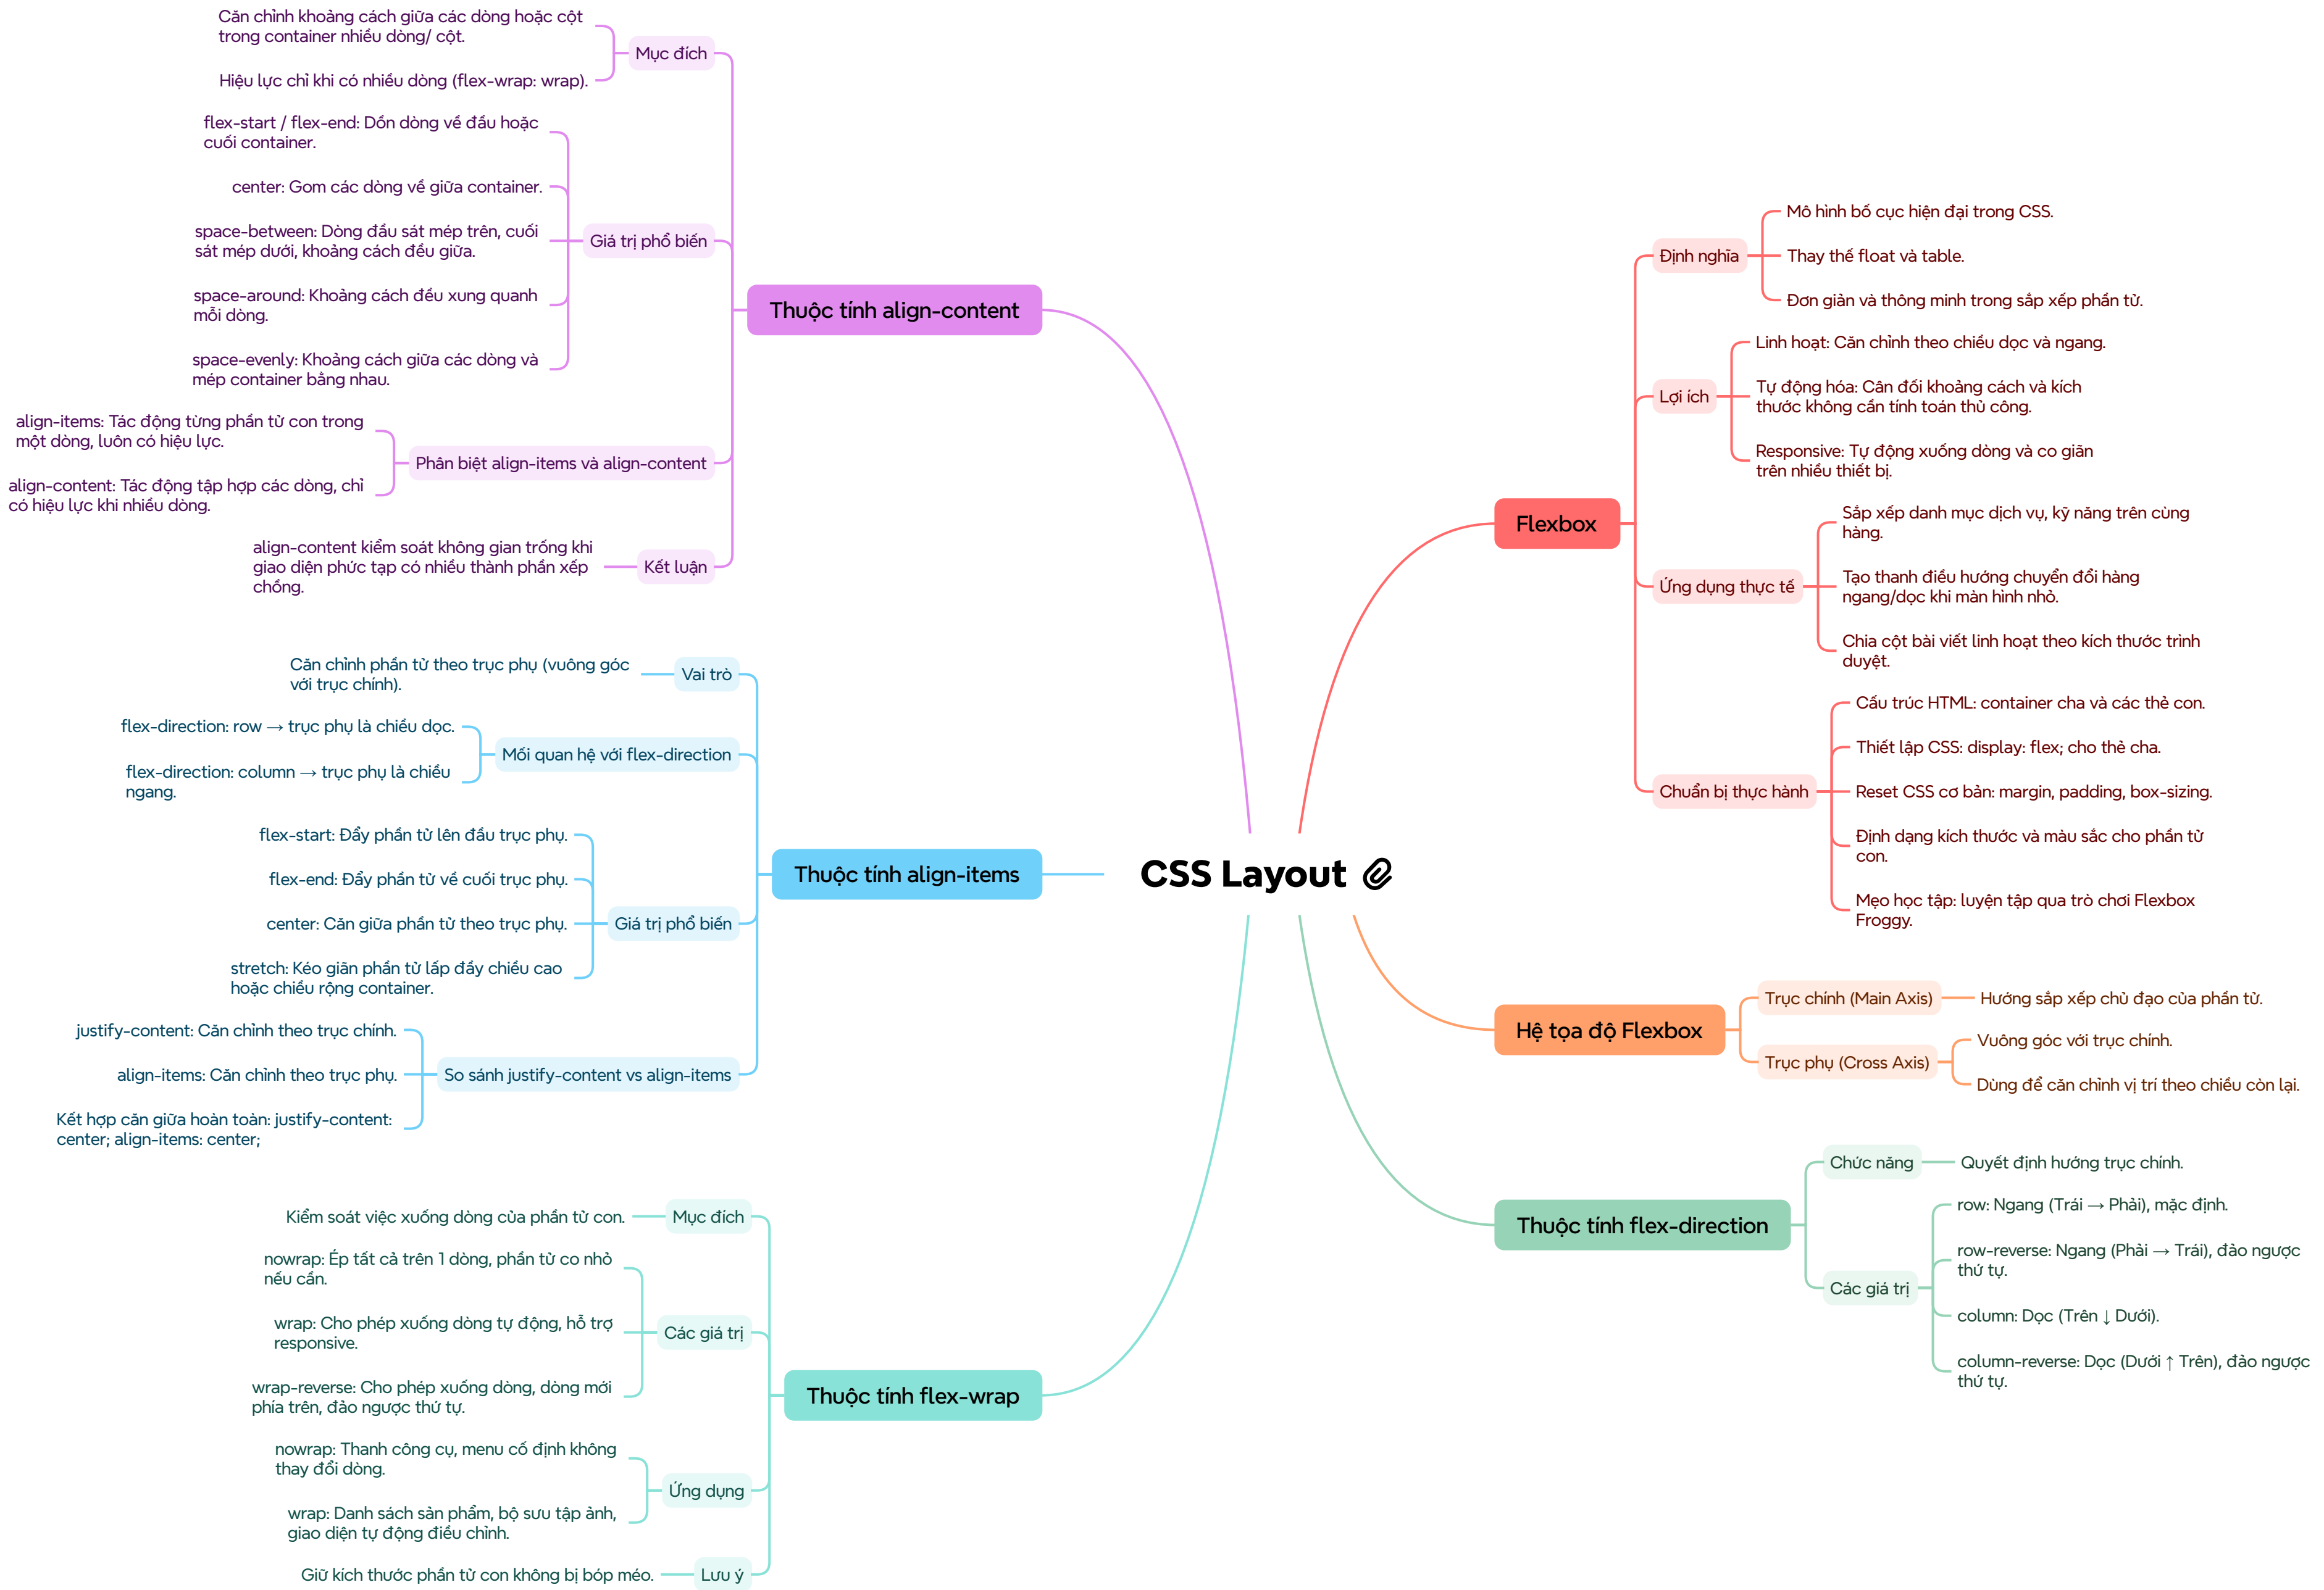 CSS Layout
Flexbox
Định nghĩa
Mô hình bố cục hiện đại trong CSS.
Thay thế float và table.
Đơn giản và thông minh trong sắp xếp phần tử.
Lợi ích
Linh hoạt: Căn chỉnh theo chiều dọc và ngang.
Tự động hóa: Cân đối khoảng cách và kích
thước không cần tính toán thủ công.
Responsive: Tự động xuống dòng và co giãn
trên nhiều thiết bị.
Ứng dụng thực tế
Sắp xếp danh mục dịch vụ, kỹ năng trên cùng
hàng.
Tạo thanh điều hướng chuyển đổi hàng
ngang/dọc khi màn hình nhỏ.
Chia cột bài viết linh hoạt theo kích thước trình
duyệt.
Chuẩn bị thực hành
Cấu trúc HTML: container cha và các thẻ con.
Thiết lập CSS: display: flex; cho thẻ cha.
Reset CSS cơ bản: margin, padding, box-sizing.
Định dạng kích thước và màu sắc cho phần tử
con.
Mẹo học tập: luyện tập qua trò chơi Flexbox
Froggy.
Hệ tọa độ Flexbox
Trục chính (Main Axis)
Hướng sắp xếp chủ đạo của phần tử.
Trục phụ (Cross Axis)
Vuông góc với trục chính.
Dùng để căn chỉnh vị trí theo chiều còn lại.
Thuộc tính flex-direction
Chức năng
Quyết định hướng trục chính.
Các giá trị
row: Ngang (Trái → Phải), mặc định.
row-reverse: Ngang (Phải → Trái), đảo ngược
thứ tự.
column: Dọc (Trên ↓ Dưới).
column-reverse: Dọc (Dưới ↑ Trên), đảo ngược
thứ tự.
Thuộc tính align-content
Mục đích
Căn chỉnh khoảng cách giữa các dòng hoặc cột
trong container nhiều dòng/ cột.
Hiệu lực chỉ khi có nhiều dòng (flex-wrap: wrap).
Giá trị phổ biến
flex-start / flex-end: Dồn dòng về đầu hoặc
cuối container.
center: Gom các dòng về giữa container.
space-between: Dòng đầu sát mép trên, cuối
sát mép dưới, khoảng cách đều giữa.
space-around: Khoảng cách đều xung quanh
mỗi dòng.
space-evenly: Khoảng cách giữa các dòng và
mép container bằng nhau.
Phân biệt align-items và align-content
align-items: Tác động từng phần tử con trong
một dòng, luôn có hiệu lực.
align-content: Tác động tập hợp các dòng, chỉ
có hiệu lực khi nhiều dòng.
Kết luận
align-content kiểm soát không gian trống khi
giao diện phức tạp có nhiều thành phần xếp
chồng.
Thuộc tính align-items
Vai trò
Căn chỉnh phần tử theo trục phụ (vuông góc
với trục chính).
Mối quan hệ với flex-direction
flex-direction: row → trục phụ là chiều dọc.
flex-direction: column → trục phụ là chiều
ngang.
Giá trị phổ biến
flex-start: Đẩy phần tử lên đầu trục phụ.
flex-end: Đẩy phần tử về cuối trục phụ.
center: Căn giữa phần tử theo trục phụ.
stretch: Kéo giãn phần tử lấp đầy chiều cao
hoặc chiều rộng container.
So sánh justify-content vs align-items
justify-content: Căn chỉnh theo trục chính.
align-items: Căn chỉnh theo trục phụ.
Kết hợp căn giữa hoàn toàn: justify-content:
center; align-items: center;
Thuộc tính flex-wrap
Mục đích
Kiểm soát việc xuống dòng của phần tử con.
Các giá trị
nowrap: Ép tất cả trên 1 dòng, phần tử co nhỏ
nếu cần.
wrap: Cho phép xuống dòng tự động, hỗ trợ
responsive.
wrap-reverse: Cho phép xuống dòng, dòng mới
phía trên, đảo ngược thứ tự.
Ứng dụng
nowrap: Thanh công cụ, menu cố định không
thay đổi dòng.
wrap: Danh sách sản phẩm, bộ sưu tập ảnh,
giao diện tự động điều chỉnh.
Lưu ý
Giữ kích thước phần tử con không bị bóp méo.